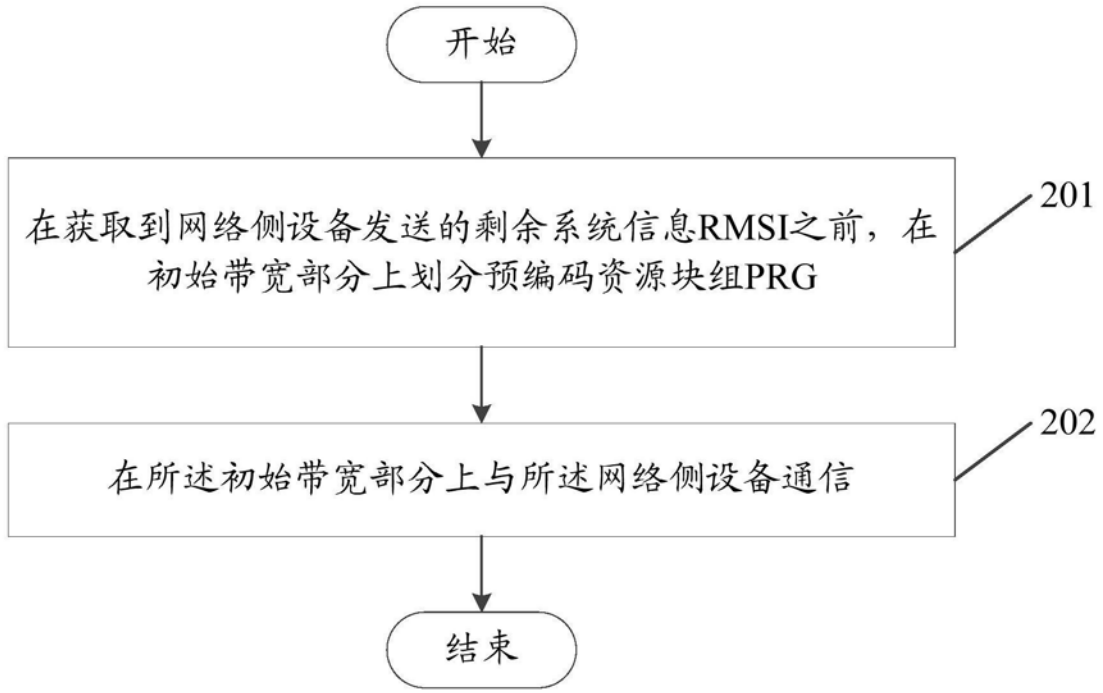 开始
在获取到网络侧设备发送的剩余系统信息RMSI之前，在
初始带宽部分上划分预编码资源块组PRG
201
在所述初始带宽部分上与所述网络侧设备通信
202
结束